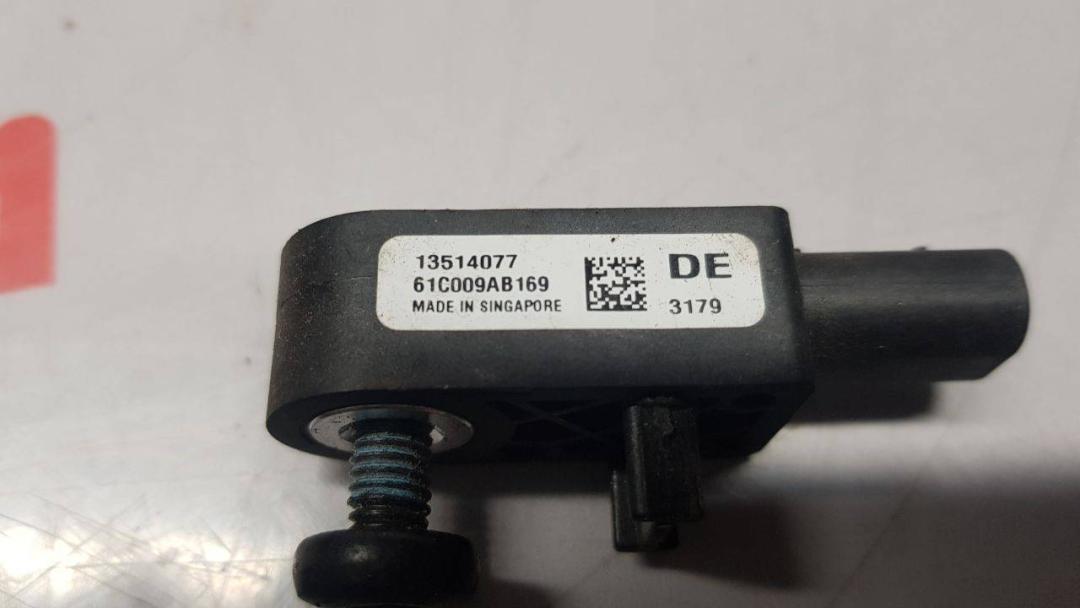 13514077
61C009AB169
MADE IN SINGAPORE
DE
3179